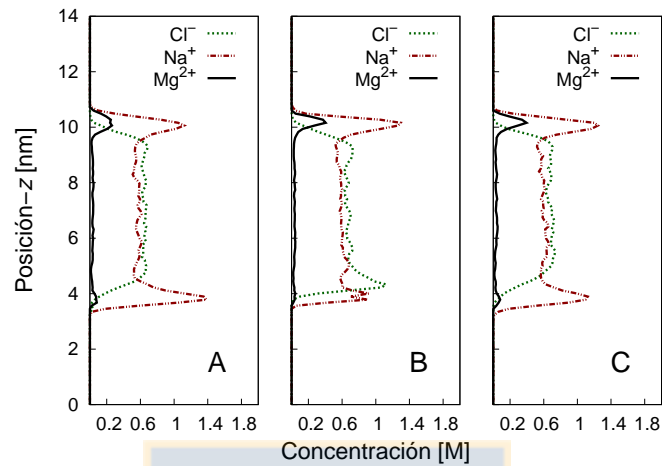 Cl⁻
Na⁺
Mg²⁺
Cl⁻
Na⁺
Mg²⁺
Cl⁻
Na⁺
Mg²⁺
14
12
10
8
6
4
2
0
Posición−z [nm]
A
B
C
0.2 0.6 1 1.4 1.8
0.2 0.6 1 1.4 1.8
0.2 0.6 1 1.4 1.8
Concentración [M]